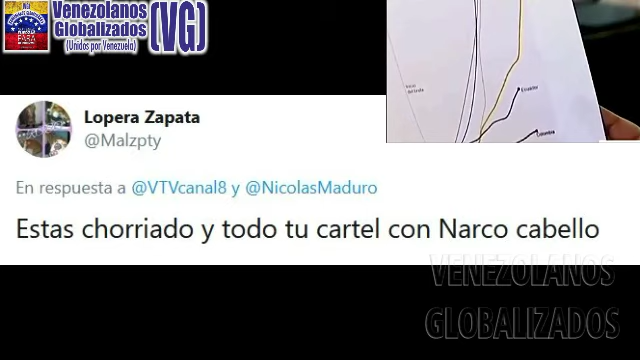 Venezolanos
Globalizados
(Unidos por Venezuela)
(VG)
Ecuador
Colombia
Lopera Zapata
@Malzpty
En respuesta a @VTVcanal8 y @NicolasMaduro
Estas chorriado y todo tu cartel con Narco cabello
VENEZOLANOS
GLOBALIZADOS